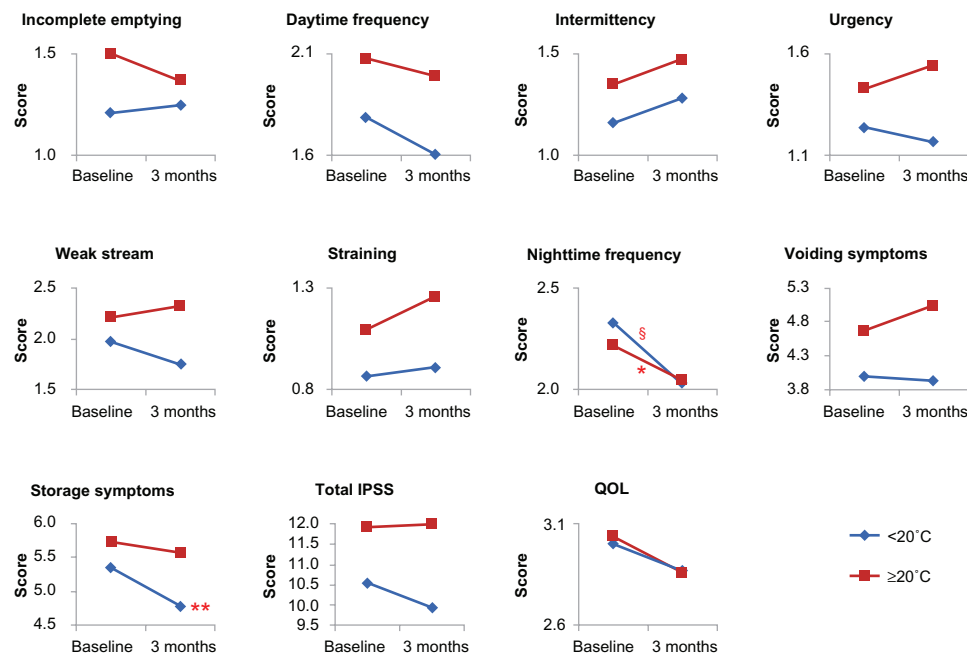 Incomplete emptying
Score
1.5
1.0
Baseline 3 months
Daytime frequency
Score
2.1
1.6
Baseline 3 months
Intermittency
Score
1.5
1.0
Baseline 3 months
Urgency
Score
1.6
1.1
Baseline 3 months
Weak stream
Score
2.5
2.0
1.5
Baseline 3 months
Straining
Score
1.3
0.8
Baseline 3 months
Nighttime frequency
Score
2.5
2.0
§
*
Baseline 3 months
Voiding symptoms
Score
5.3
4.8
4.3
3.8
Baseline 3 months
Storage symptoms
Score
6.0
5.5
5.0
4.5
**
Baseline 3 months
Total IPSS
Score
12.0
11.5
11.0
10.5
10.0
9.5
Baseline 3 months
QOL
Score
3.1
2.6
Baseline 3 months
<20˚C
≥20˚C